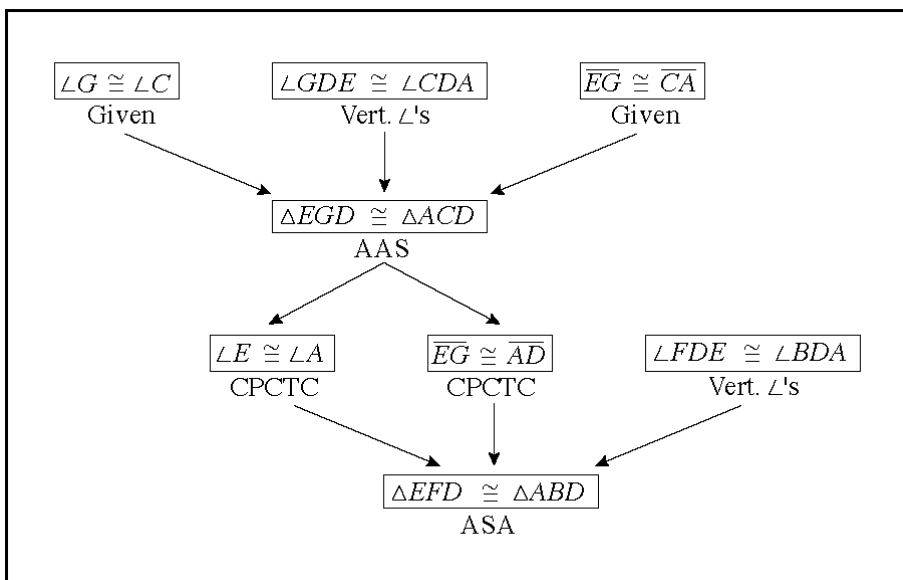 ∠G ≅ ∠C ∠GDE ≅ ∠CDA EG ≅ CA
Given Vert. ∠'s Given
△EGD ≅ △ACD
AAS
∠E ≅ ∠A EG ≅ AD ∠FDE ≅ ∠BDA
CPCTC CPCTC Vert. ∠'s
△EFD ≅ △ABD
ASA